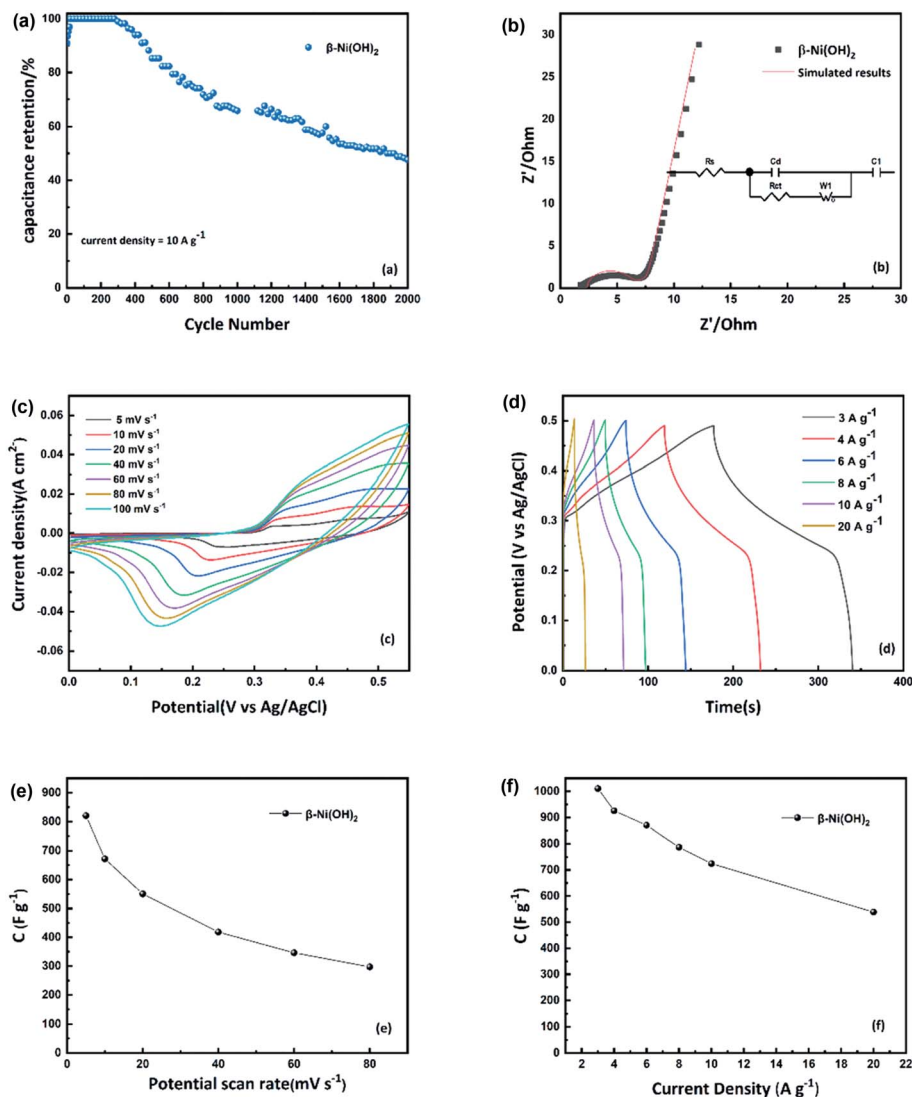 (a)
capacitance retention/%
100
80
60
40
20
0
β-Ni(OH)2
current density = 10 A g-1
(a)
0 200 400 600 800 1000 1200 1400 1600 1800 2000
Cycle Number
(b)
Z'/Ohm
30
25
20
15
10
5
0
β-Ni(OH)2
Simulated results
Rs
Cd
C1
Rct
W1
(b)
0 5 10 15 20 25 30
Z'/Ohm
(c)
Current density(A cm2)
0.06
0.04
0.02
0.00
-0.02
-0.04
-0.06
5 mV s-1
10 mV s-1
20 mV s-1
40 mV s-1
60 mV s-1
80 mV s-1
100 mV s-1
(c)
0.0 0.1 0.2 0.3 0.4 0.5
Potential(V vs Ag/AgCl)
(d)
Potential (V vs Ag/AgCl)
0.6
0.5
0.4
0.3
0.2
0.1
0.0
3 A g-1
4 A g-1
6 A g-1
8 A g-1
10 A g-1
20 A g-1
(d)
0 100 200 300 400
Time(s)
(e)
C (F g-1)
900
800
700
600
500
400
300
200
100
0
β-Ni(OH)2
(e)
0 20 40 60 80
Potential scan rate(mV s-1)
(f)
C (F g-1)
1000
900
800
700
600
500
400
300
200
100
0
β-Ni(OH)2
(f)
0 2 4 6 8 10 12 14 16 18 20 22
Current Density (A g-1)